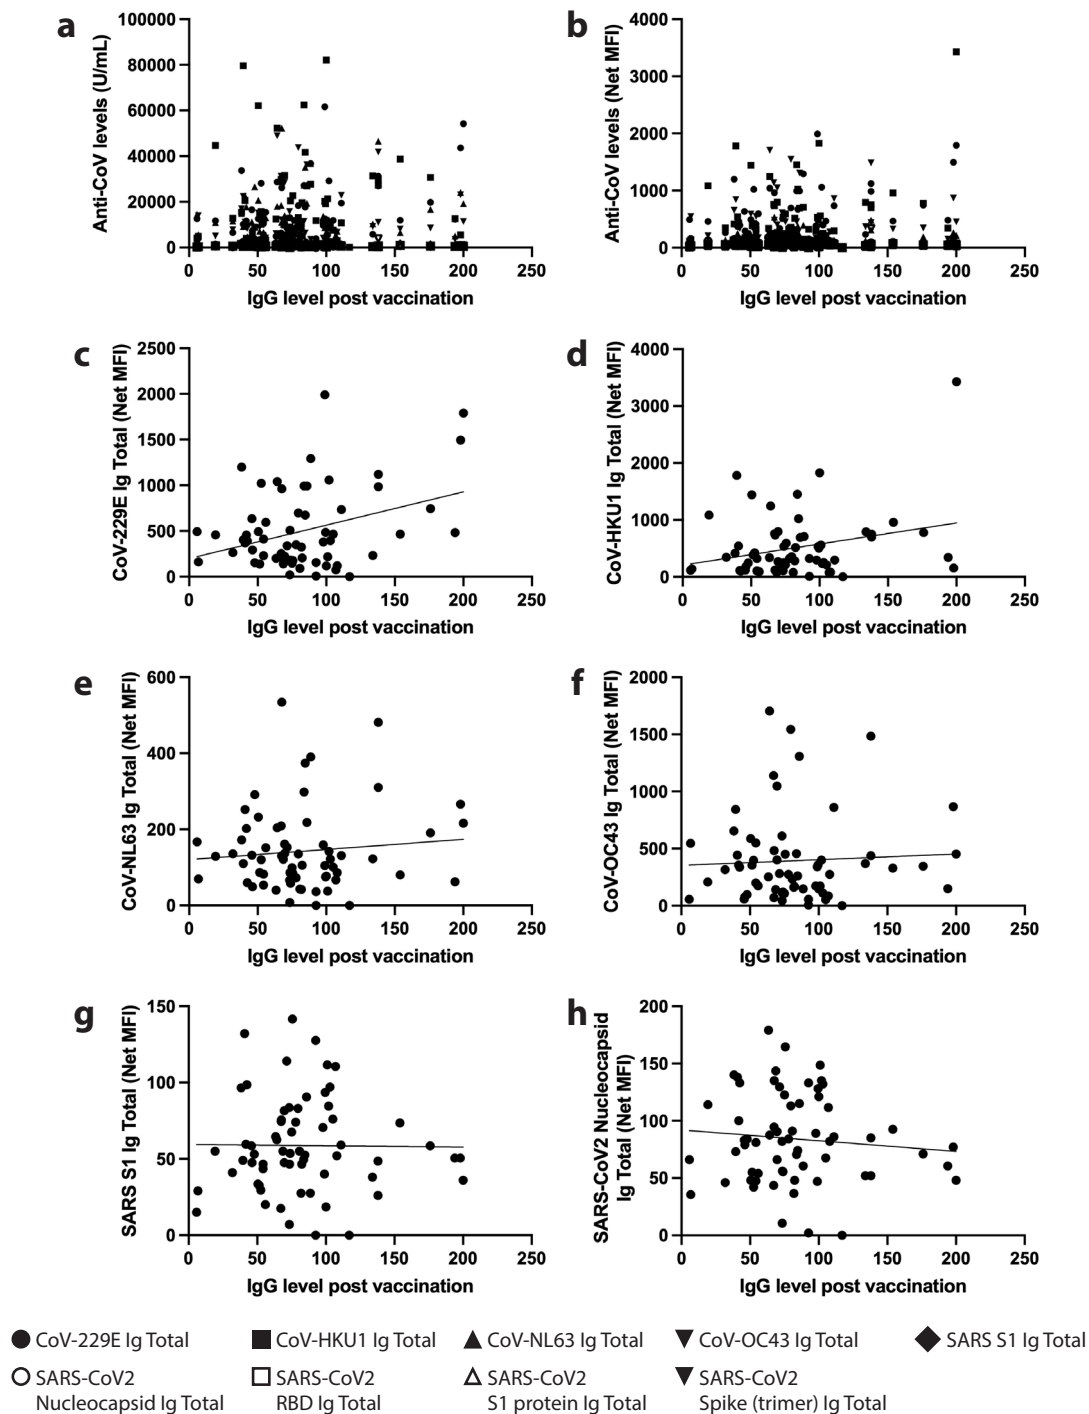 a
Anti-CoV levels (U/mL)
100000
80000
60000
40000
20000
0
0 50 100 150 200 250
IgG level post vaccination
b
Anti-CoV levels (Net MFI)
4000
3000
2000
1000
0
0 50 100 150 200 250
IgG level post vaccination
c
CoV-229E Ig Total (Net MFI)
2500
2000
1500
1000
500
0
0 50 100 150 200 250
IgG level post vaccination
d
CoV-HKU1 Ig Total (Net MFI)
4000
3000
2000
1000
0
0 50 100 150 200 250
IgG level post vaccination
e
CoV-NL63 Ig Total (Net MFI)
600
400
200
0
0 50 100 150 200 250
IgG level post vaccination
f
CoV-OC43 Ig Total (Net MFI)
2000
1500
1000
500
0
0 50 100 150 200 250
IgG level post vaccination
g
SARS S1 Ig Total (Net MFI)
150
100
50
0
0 50 100 150 200 250
IgG level post vaccination
h
SARS-CoV2 Nucleocapsid
Ig Total (Net MFI)
200
150
100
50
0
0 50 100 150 200 250
IgG level post vaccination
CoV-229E Ig Total
CoV-HKU1 Ig Total
CoV-NL63 Ig Total
CoV-OC43 Ig Total
SARS S1 Ig Total
SARS-CoV2
Nucleocapsid Ig Total
SARS-CoV2
RBD Ig Total
SARS-CoV2
S1 protein Ig Total
SARS-CoV2
Spike (trimer) Ig Total